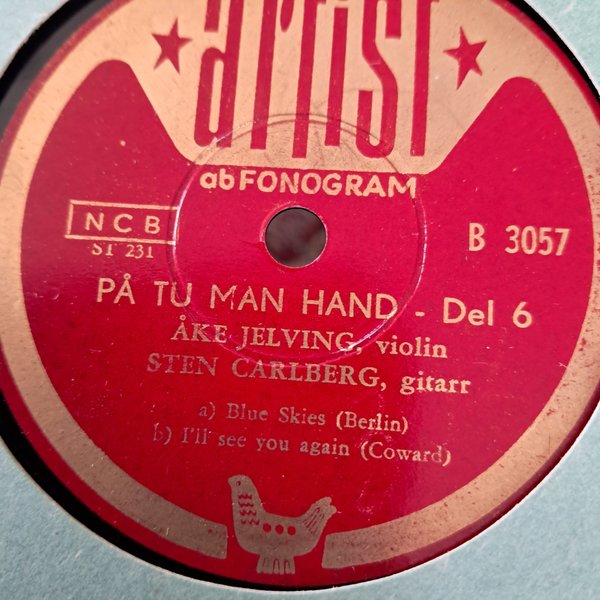 artist
ab FONOGRAM
NCB
ST 231
B 3057
PÅ TU MAN HAND - Del 6
ÅKE JELVING, violin
STEN CARLBERG, gitarr
a) Blue Skies (Berlin)
b) I'll see you again (Coward)